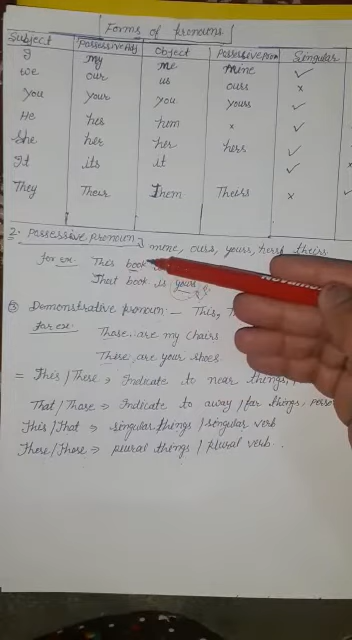 Forms of pronouns
Subject Possessive Adj Object Possessive Pron Singular
I my me mine ✓
We our us ours ×
You your you yours ✓
He hes hem × ✓
She her her hers ✓
It its it ✓ ×
They Theis Them Theirs ×
2. Possessive pronoun; mine, ours, yours, hers, theirs
for ex: This book
That book is yours
③ Demonstrative pronoun — This,
for ex: Those are my chairs
These are your shoes.
= This / These => Indicate to near things,
That / Those => Indicate to away / far things,
This / That => singular things / singular verb
These / Those => plural things / plural verb.